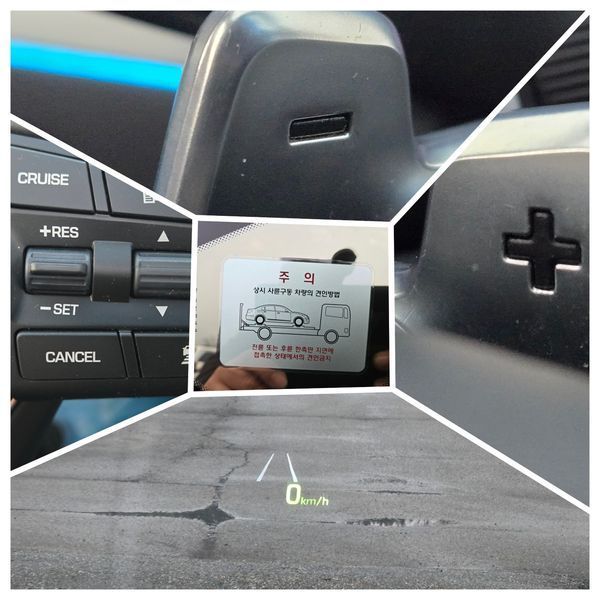 −
+
CRUISE
+RES
−SET
CANCEL
주 의
상시 사륜구동 차량의 견인방법
전륜 또는 후륜 한측만 지면에
접촉한 상태에서의 견인금지
0km/h